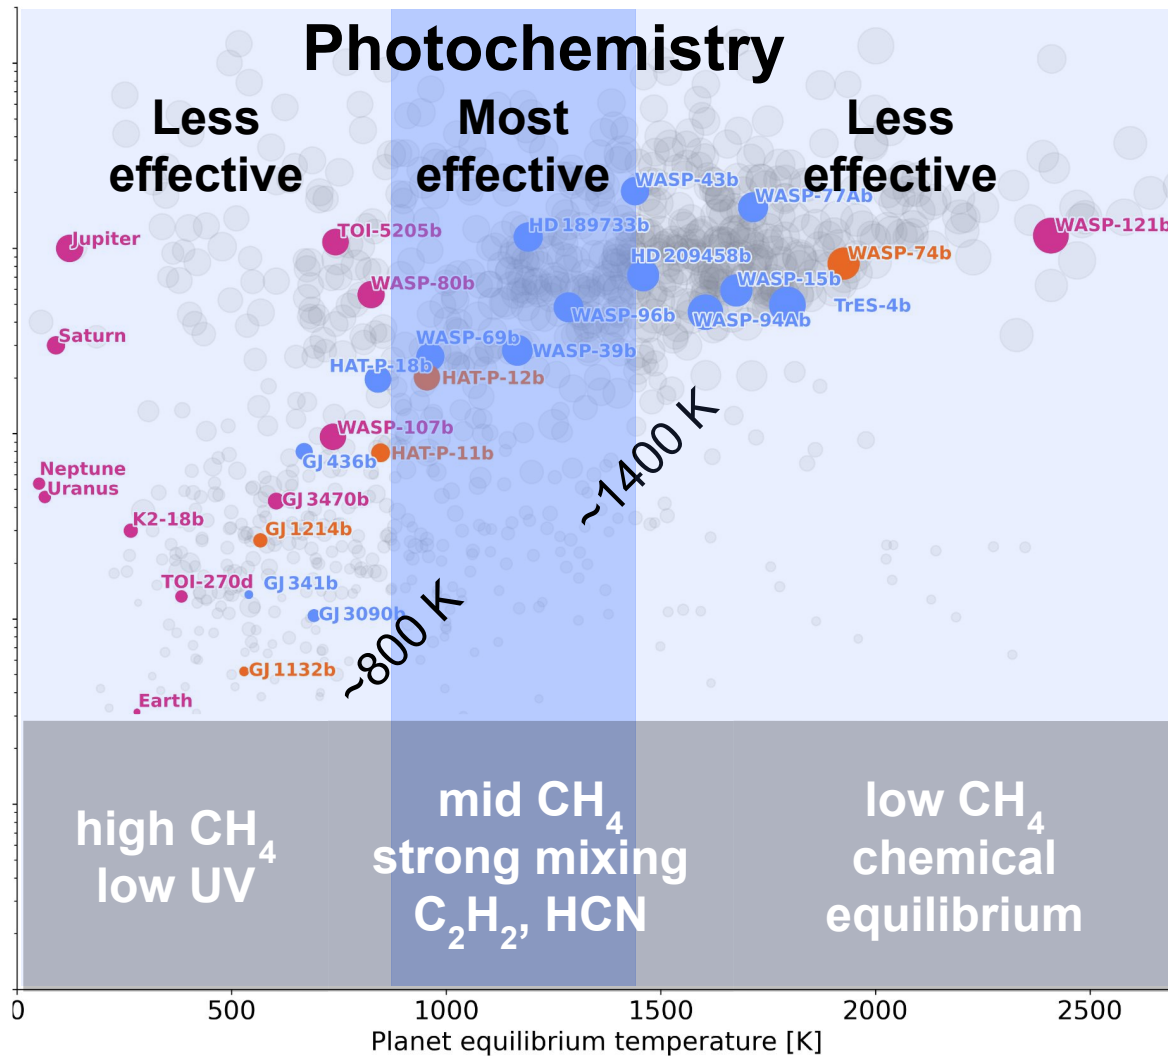 Photochemistry
Less
effective
Most
effective
Less
effective
WASP-43b
WASP-77Ab
Jupiter
TOI-5205b
HD 189733b
WASP-121b
HD 209458b
WASP-74b
WASP-80b
WASP-15b
TrES-4b
WASP-96b
WASP-94Ab
Saturn
WASP-69b
WASP-39b
HAT-P-18b
HAT-P-12b
~1400 K
WASP-107b
HAT-P-11b
GJ 436b
Neptune
Uranus
GJ 3470b
K2-18b
GJ 1214b
TOI-270d
GJ 341b
GJ 3090b
~800 K
GJ 1132b
Earth
high CH₄
low UV
mid CH₄
strong mixing
C₂H₂, HCN
low CH₄
chemical
equilibrium
0 500 1000 1500 2000 2500
Planet equilibrium temperature [K]